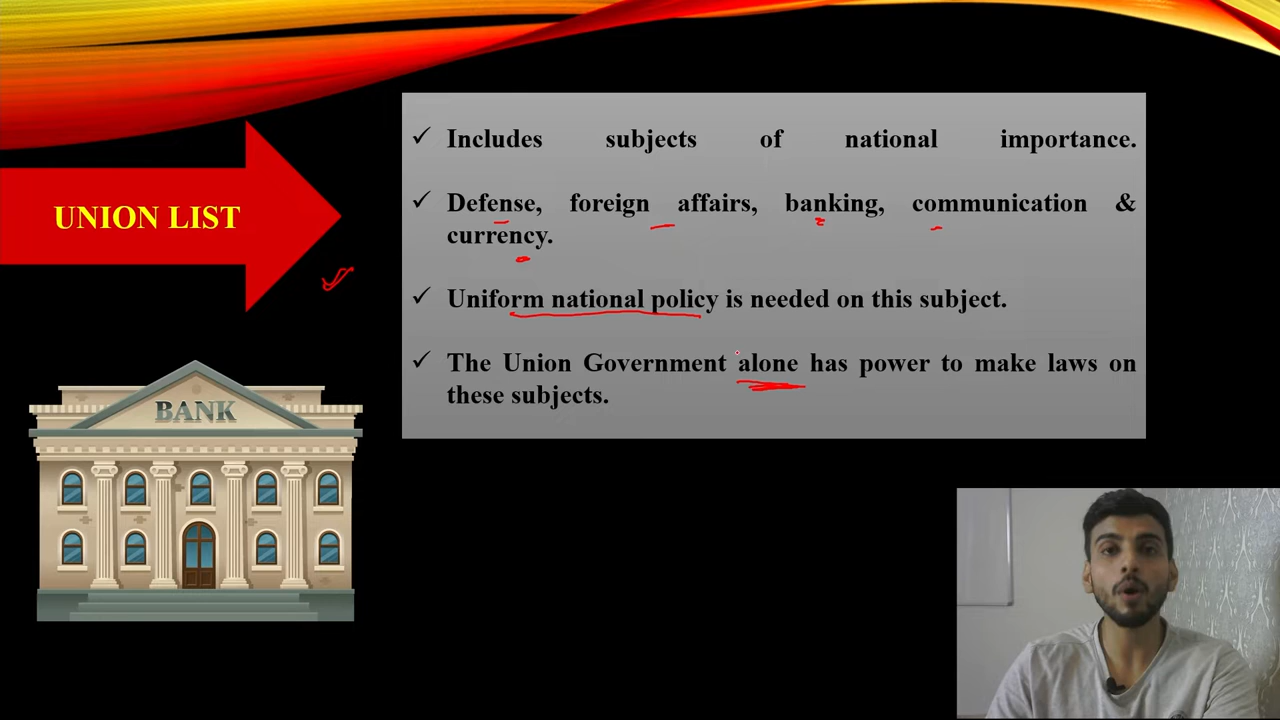 UNION LIST
✓ Includes subjects of national importance.
✓ Defense, foreign affairs, banking, communication &
currency.
✓ Uniform national policy is needed on this subject.
✓ The Union Government alone has power to make laws on
these subjects.
BANK